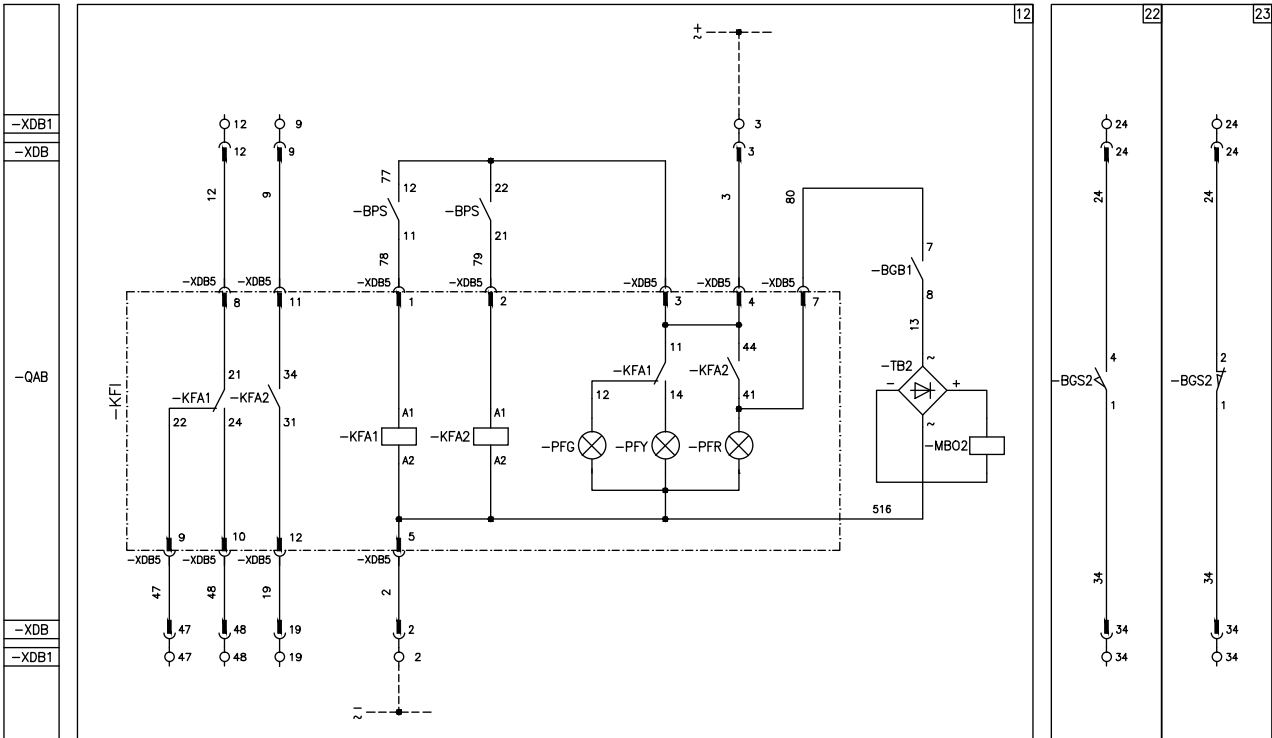 12 22 23
+
~
-XDB1 12 9 3 24 24
-XDB 12 9 3 24 24
12 9 77 12 22 3 80 24 24
-BPS -BPS
11 21 7
78 79 -BGB1
-XDB5 -XDB5 -XDB5 -XDB5 -XDB5 -XDB5 -XDB5
8 11 1 2 3 4 7 8
13
11 44
21 34 -KFA1 -KFA2 -TB2 ~ 4 2
-QAB -KFI -KFA1 -KFA2 12 14 41 - + -BGS2 -BGS2
22 24 31 A1 A1 ~ 1 1
-KFA1 -KFA2 -PFG -PFY -PFR -MBO2
A2 A2
516
9 10 12 5
-XDB5 -XDB5 -XDB5 -XDB5
47 48 19 2 34 34
-XDB 47 48 19 2 34 34
-XDB1 47 48 19 2 34 34
-
~